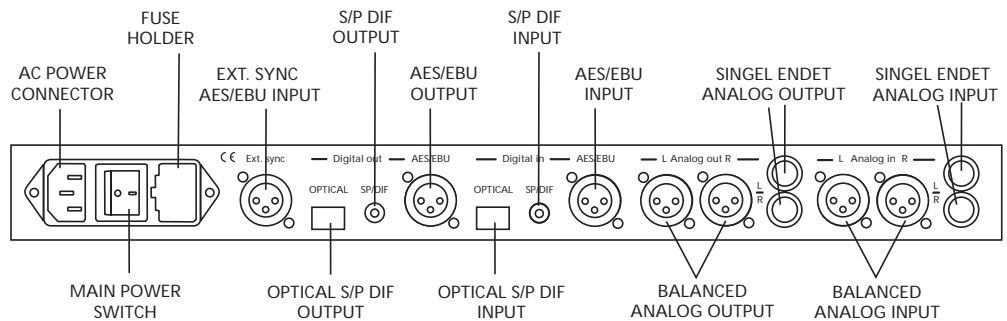 FUSE
HOLDER
S/P DIF
OUTPUT
S/P DIF
INPUT
AC POWER
CONNECTOR
EXT. SYNC
AES/EBU INPUT
AES/EBU
OUTPUT
AES/EBU
INPUT
SINGEL ENDET
ANALOG OUTPUT
SINGEL ENDET
ANALOG INPUT
CE Ext. sync
Digital out
AES/EBU
Digital in
AES/EBU
L Analog out R
L Analog in R
OPTICAL
SP/DIF
OPTICAL
SP/DIF
L
R
L
R
MAIN POWER
SWITCH
OPTICAL S/P DIF
OUTPUT
OPTICAL S/P DIF
INPUT
BALANCED
ANALOG OUTPUT
BALANCED
ANALOG INPUT